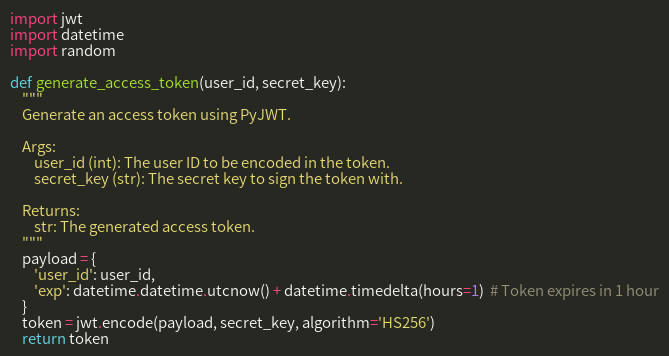 import jwt
import datetime
import random

def generate_access_token(user_id, secret_key):
    """
    Generate an access token using PyJWT.

    Args:
        user_id (int): The user ID to be encoded in the token.
        secret_key (str): The secret key to sign the token with.

    Returns:
        str: The generated access token.
    """
    payload = {
        'user_id': user_id,
        'exp': datetime.datetime.utcnow() + datetime.timedelta(hours=1)  # Token expires in 1 hour
    }
    token = jwt.encode(payload, secret_key, algorithm='HS256')
    return token